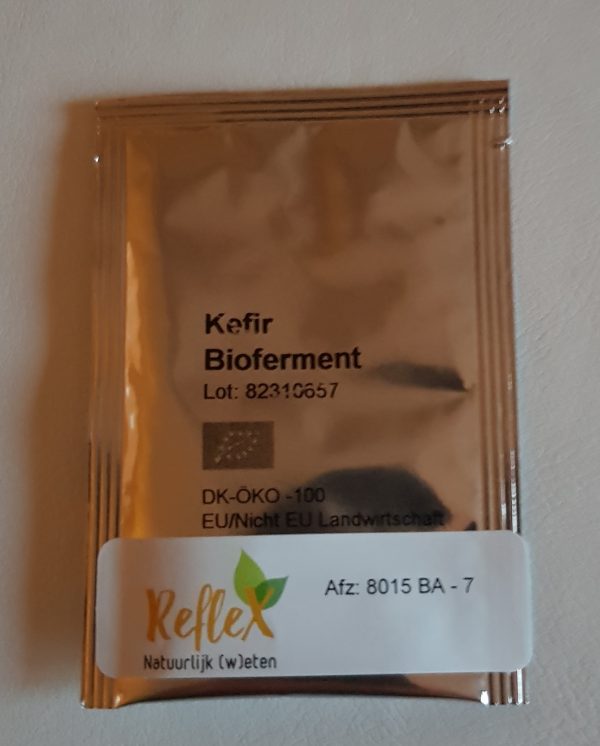 Kefir
Bioferment
Lot: 82310657
DK-ÖKO -100
EU/Nicht EU Landwirtschaft
Reflex
Natuurlijk (w)eten
Afz: 8015 BA - 7